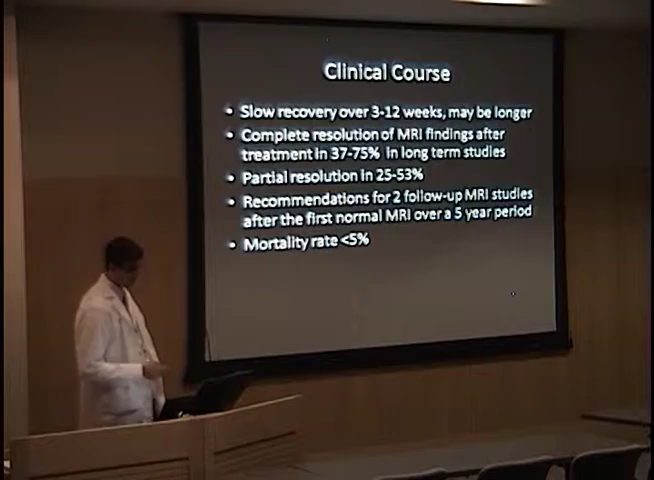 Clinical Course
• Slow recovery over 3-12 weeks, may be longer
• Complete resolution of MRI findings after
treatment in 37-75% in long term studies
• Partial resolution in 25-53%
• Recommendations for 2 follow-up MRI studies
after the first normal MRI over a 5 year period
• Mortality rate <5%